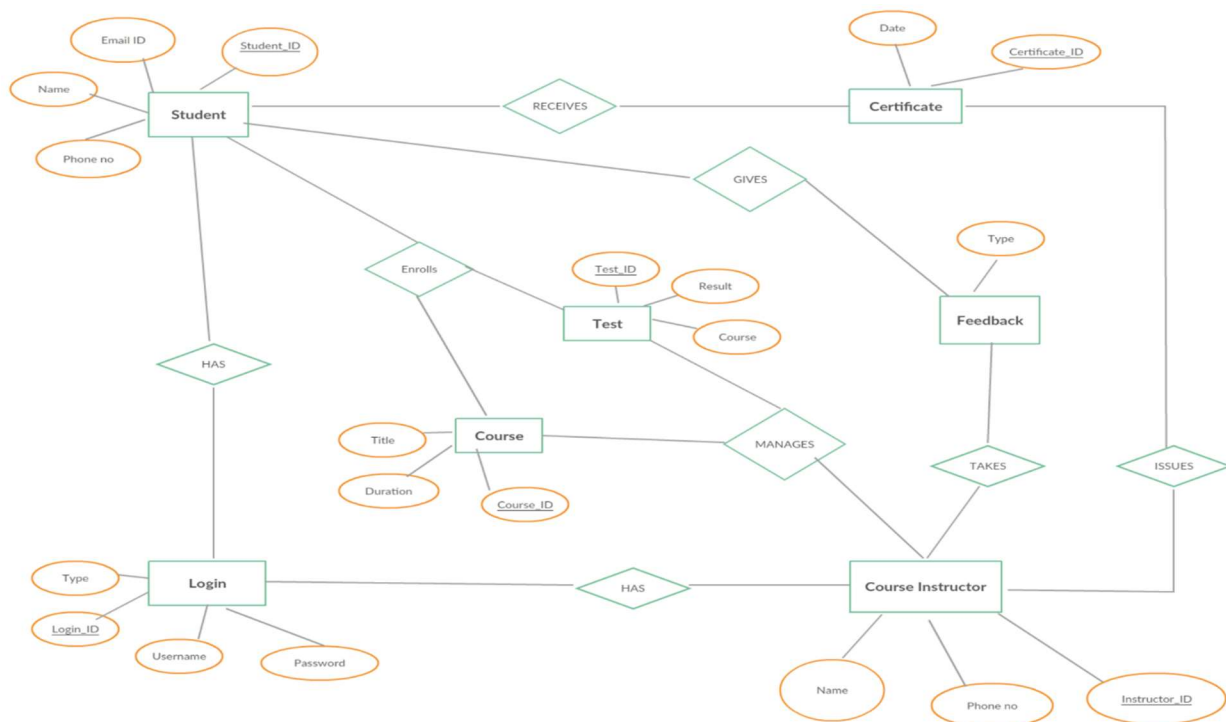 Date
Email ID
Student_ID
Certificate_ID
Name
Student
RECEIVES
Certificate
Phone no
GIVES
Type
Enrolls
Test_ID
Result
Test
Feedback
Course
HAS
Title
Course
MANAGES
TAKES
ISSUES
Duration
Course_ID
Type
Login
HAS
Course Instructor
Login_ID
Username
Password
Name
Phone no
Instructor_ID